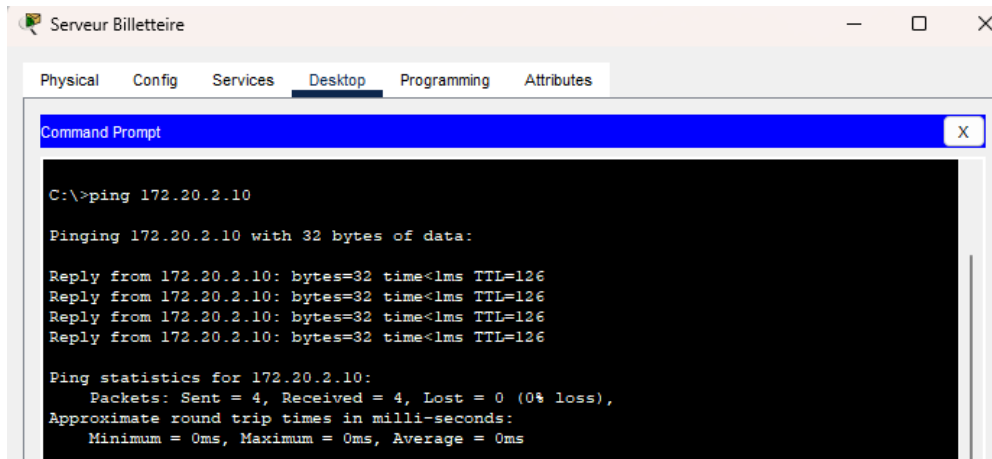 Serveur Billetteire
Physical Config Services Desktop Programming Attributes
Command Prompt
X
C:\>ping 172.20.2.10
Pinging 172.20.2.10 with 32 bytes of data:
Reply from 172.20.2.10: bytes=32 time<1ms TTL=126
Reply from 172.20.2.10: bytes=32 time<1ms TTL=126
Reply from 172.20.2.10: bytes=32 time<1ms TTL=126
Reply from 172.20.2.10: bytes=32 time<1ms TTL=126
Ping statistics for 172.20.2.10:
Packets: Sent = 4, Received = 4, Lost = 0 (0% loss),
Approximate round trip times in milli-seconds:
Minimum = 0ms, Maximum = 0ms, Average = 0ms